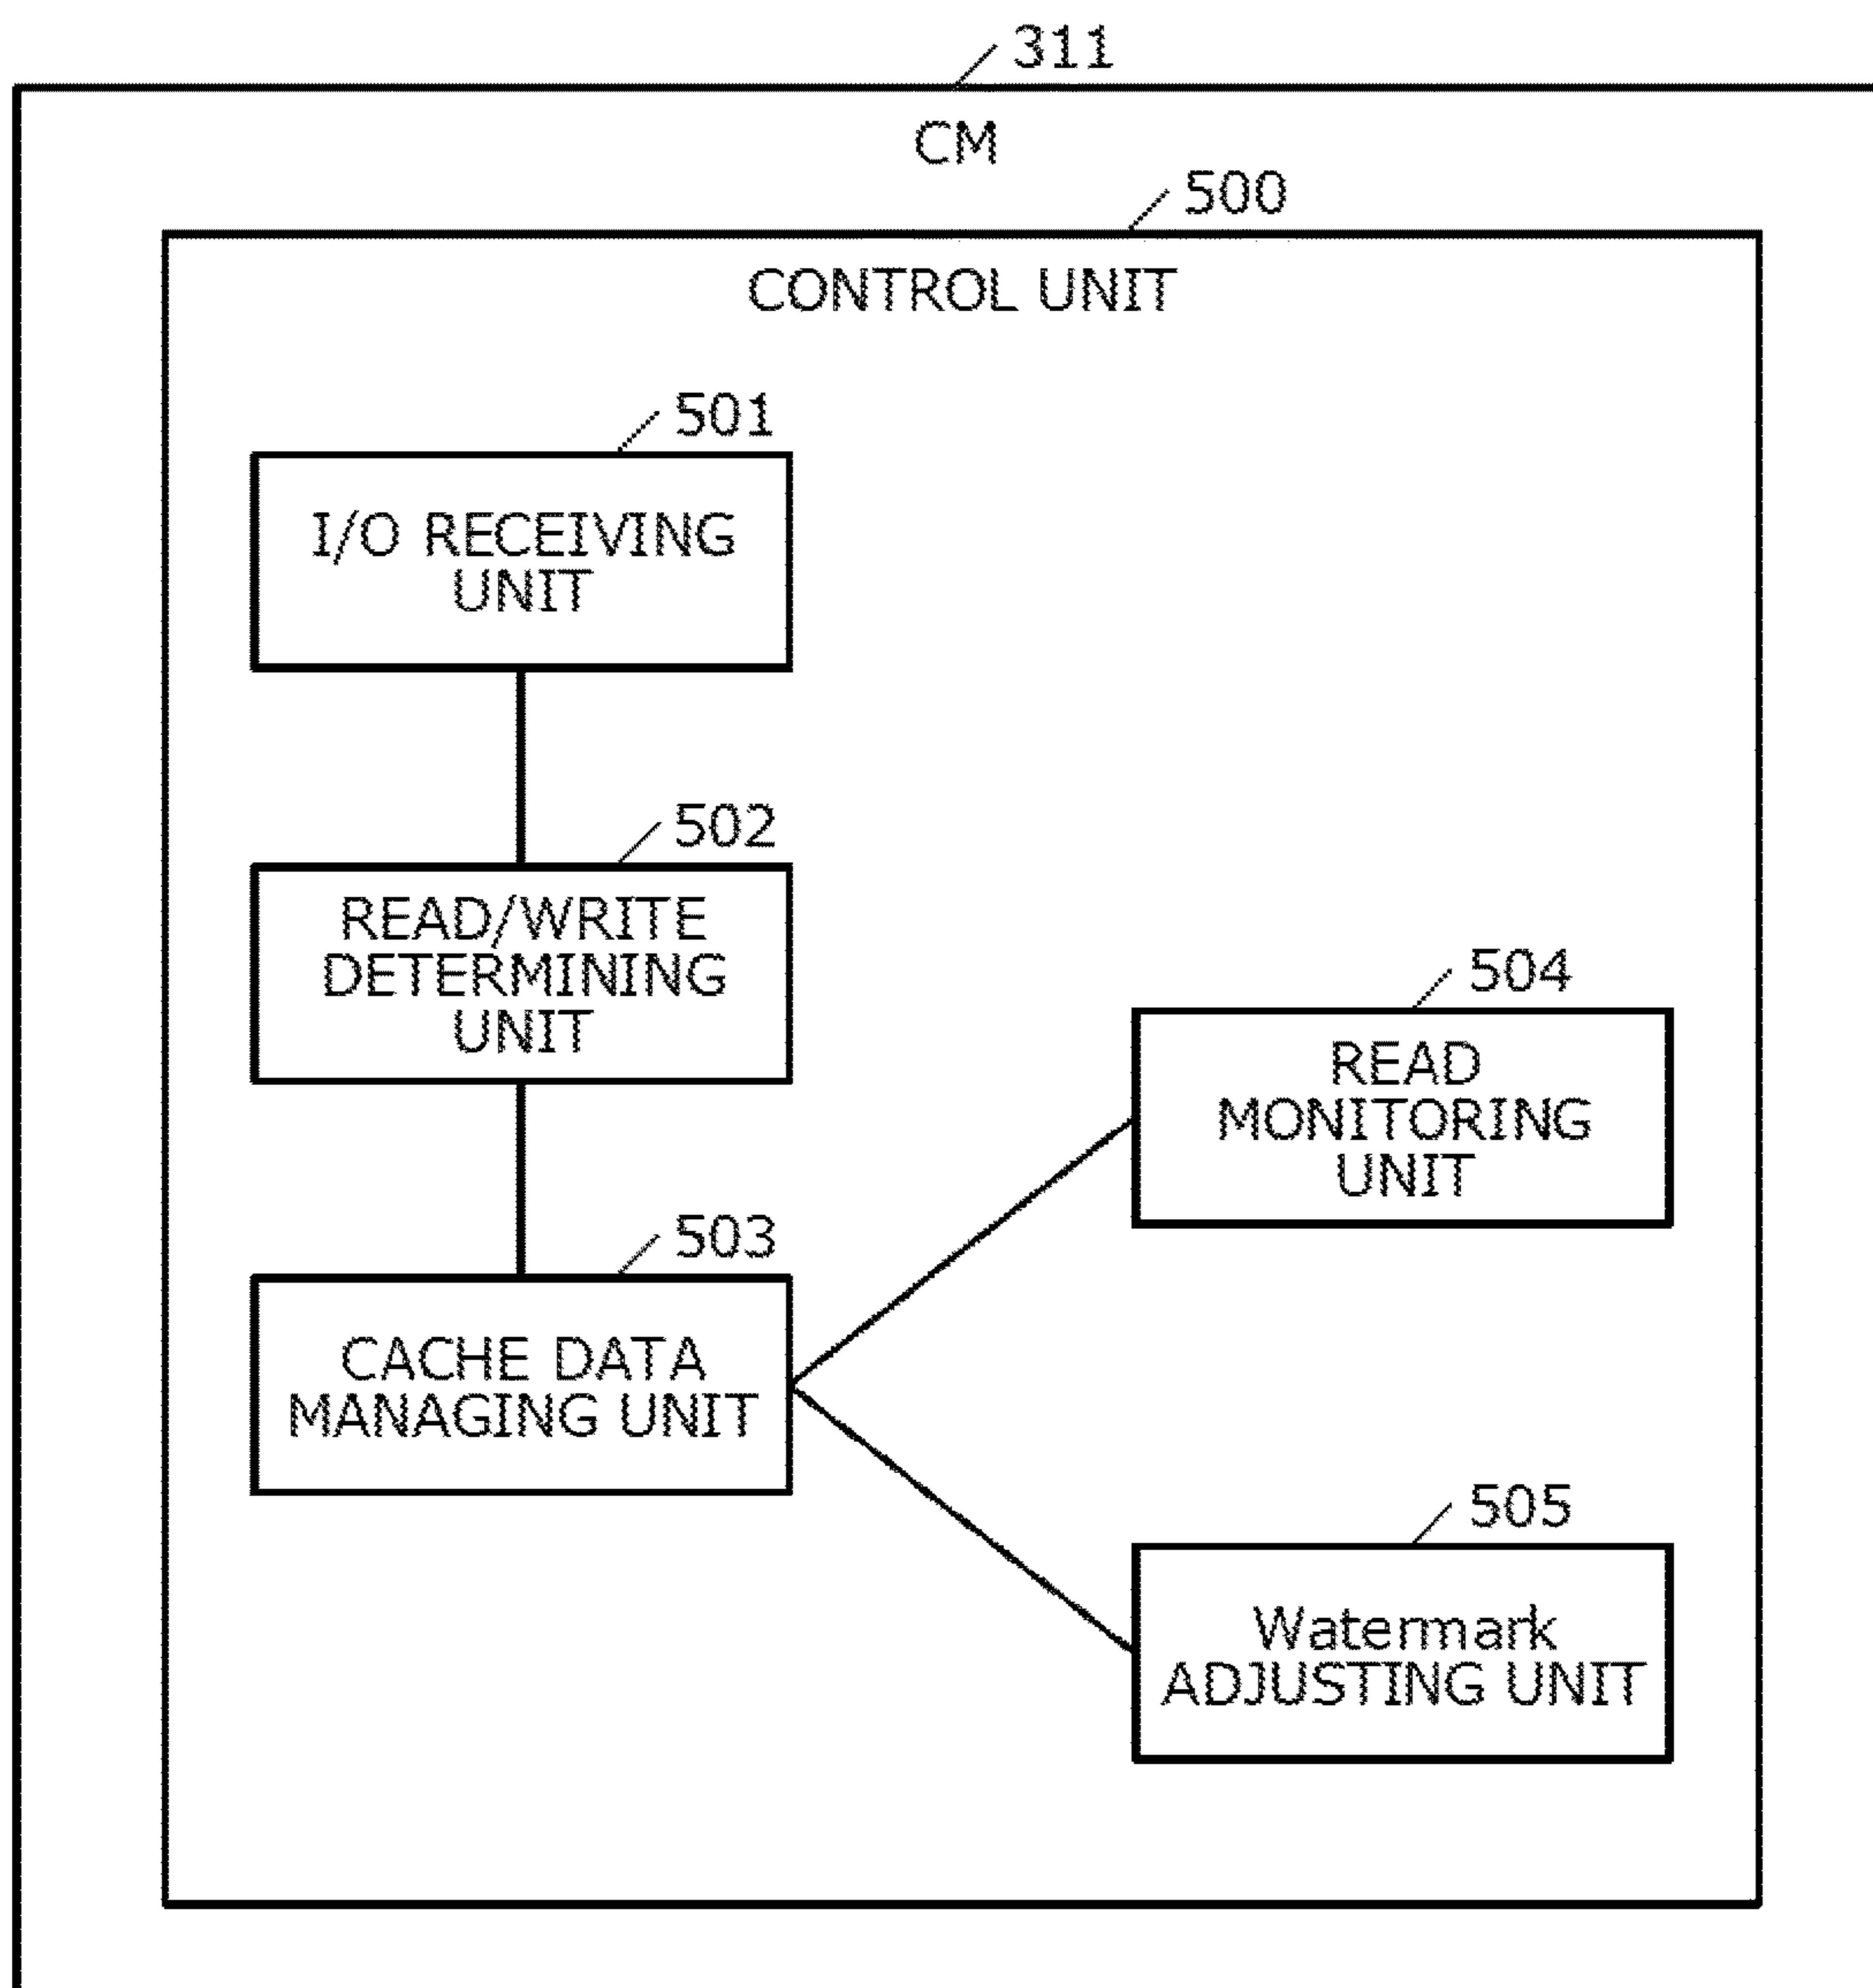 311
CM
500
CONTROL UNIT
501
I/O RECEIVING
UNIT
502
READ/WRITE
DETERMINING
UNIT
503
CACHE DATA
MANAGING UNIT
504
READ
MONITORING
UNIT
505
Watermark
ADJUSTING UNIT